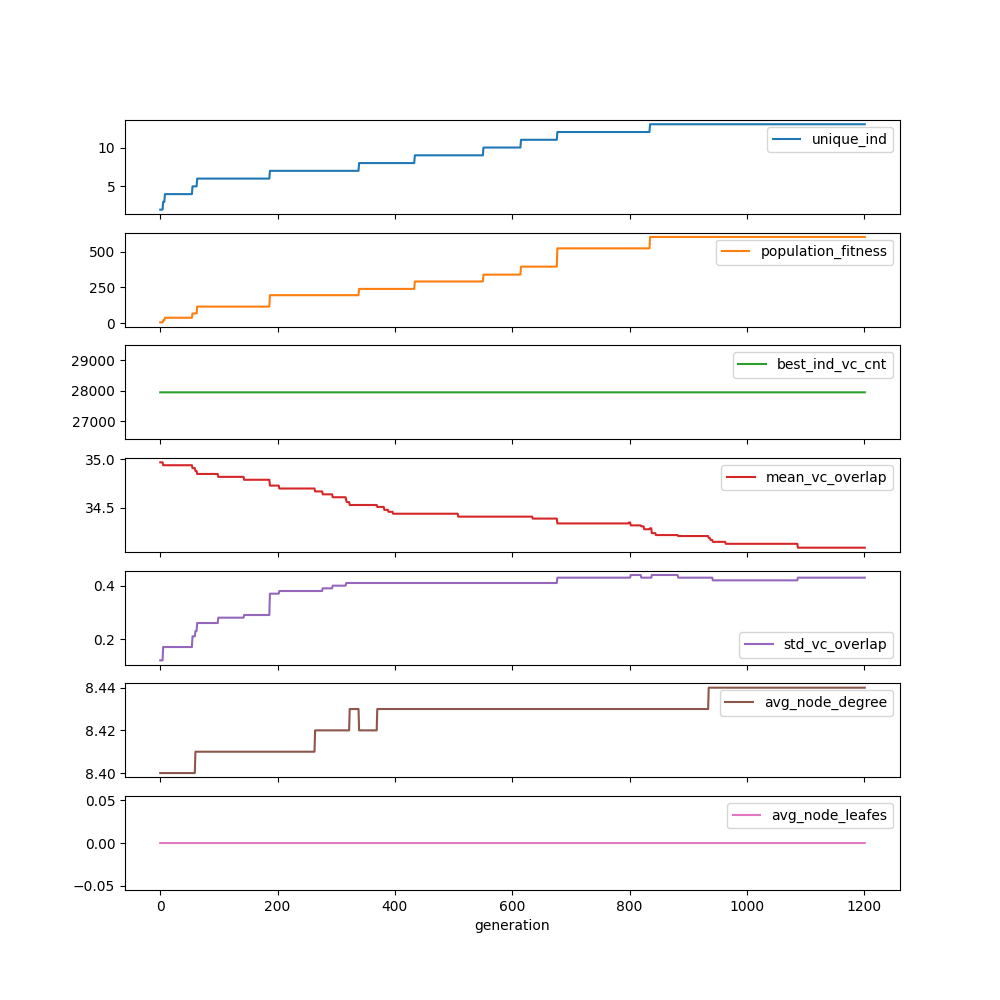 10
5
unique_ind
500
250
0
population_fitness
29000
28000
27000
best_ind_vc_cnt
35.0
34.5
mean_vc_overlap
0.4
0.2
std_vc_overlap
8.44
8.42
8.40
avg_node_degree
0.05
0.00
−0.05
avg_node_leafes
0 200 400 600 800 1000 1200
generation